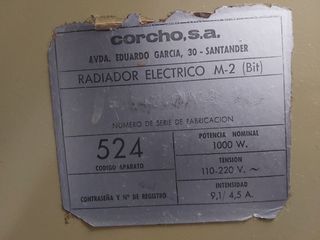 corcho,s.a.
AVDA. EDUARDO GARCIA, 30 - SANTANDER
RADIADOR ELECTRICO M-2 (Bit)
NUMERO DE SERIE DE FABRICACION
524
CODIGO APARATO
POTENCIA NOMINAL
1000 W.
TENSION
110-220 V. ~
CONTRASEÑA Y Nº DE REGISTRO
INTENSIDAD
9,1/ 4,5 A.